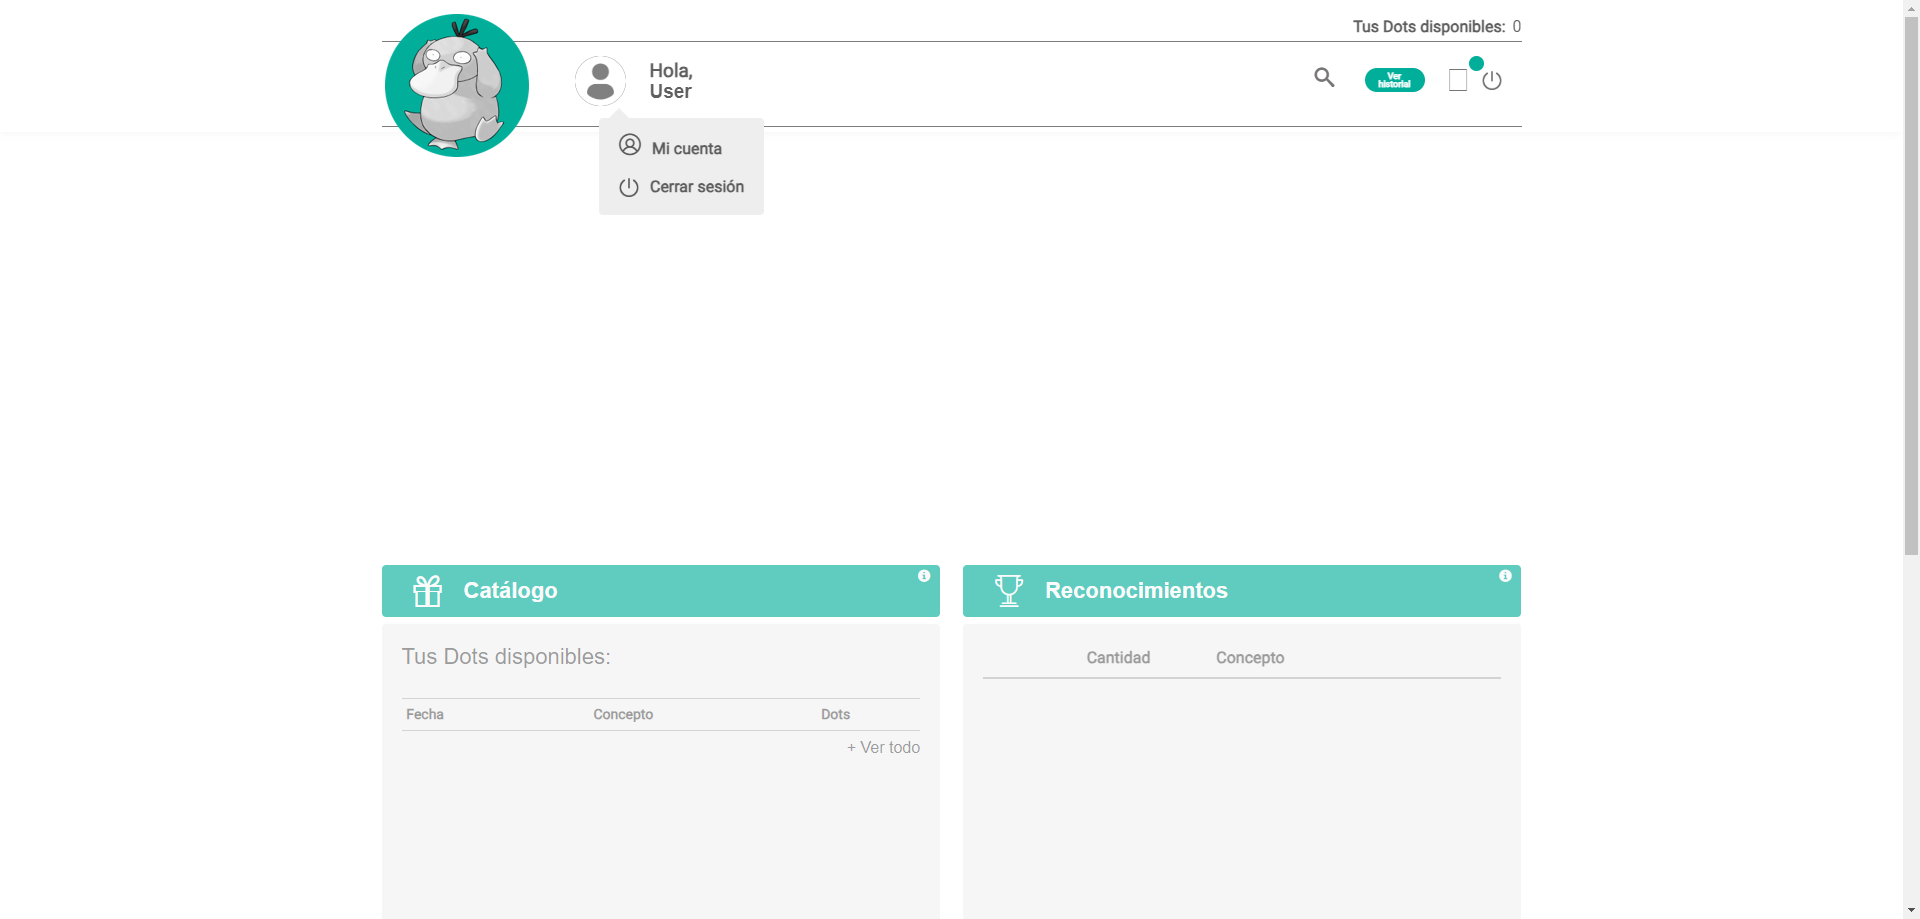 Tus Dots disponibles: 0
Hola,
User
Ver
historial
Mi cuenta
Cerrar sesión
Catálogo
Reconocimientos
Tus Dots disponibles:
Cantidad Concepto
Fecha Concepto Dots
+ Ver todo